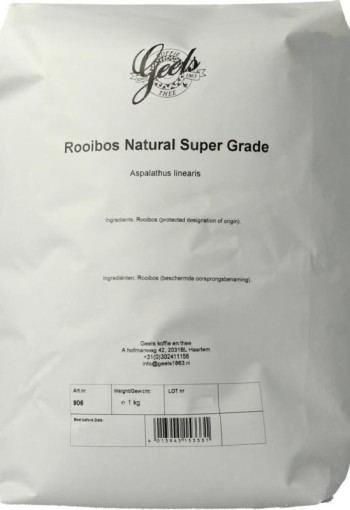 KOFFIE
Geels
1863
THEE
Rooibos Natural Super Grade
Aspalathus linearis
Ingredients: Rooibos (protected designation of origin).
Ingrediënten: Rooibos (beschermde oorsprongsbenaming).
Geels koffie en thee
A hofmanweg 42, 2031BL Haarlem
+31(0)302411156
info@geels1863.nl
Art.nr
Weight/Gewicht:
LOT nr
906
e 1 kg
Best before Date: